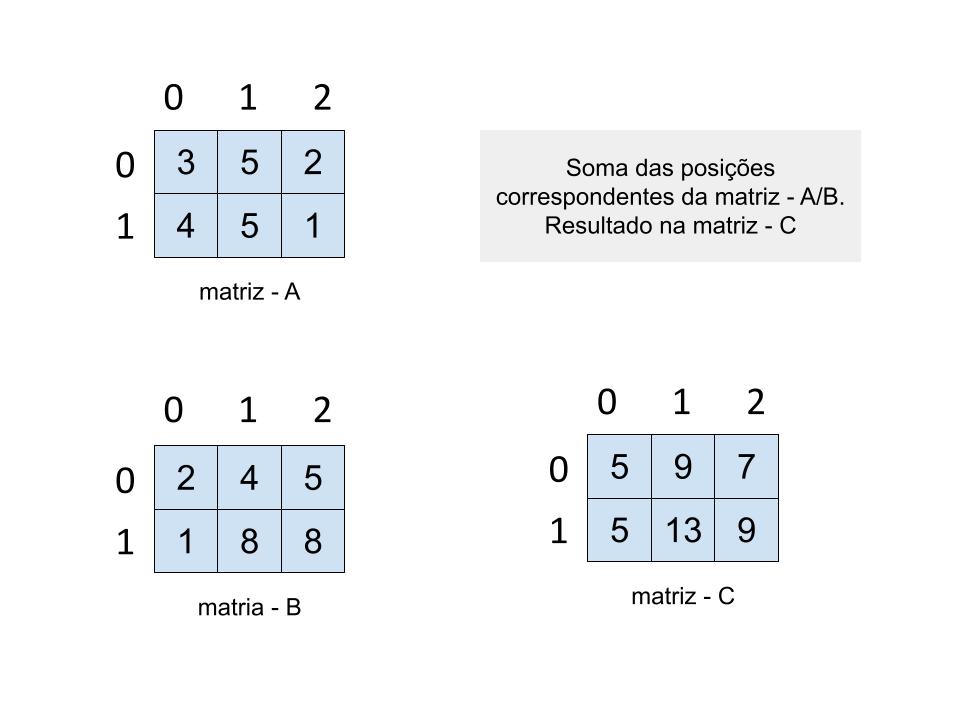 0 1 2
0 3 5 2
1 4 5 1
matriz - A
Soma das posições
correspondentes da matriz - A/B.
Resultado na matriz - C
0 1 2
0 2 4 5
1 1 8 8
matria - B
0 1 2
0 5 9 7
1 5 13 9
matriz - C